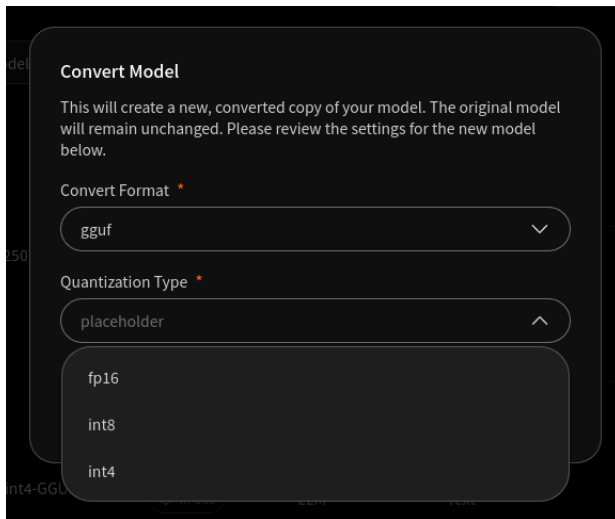 Convert Model
This will create a new, converted copy of your model. The original model
will remain unchanged. Please review the settings for the new model
below.
Convert Format *
gguf
Quantization Type *
placeholder
fp16
int8
int4